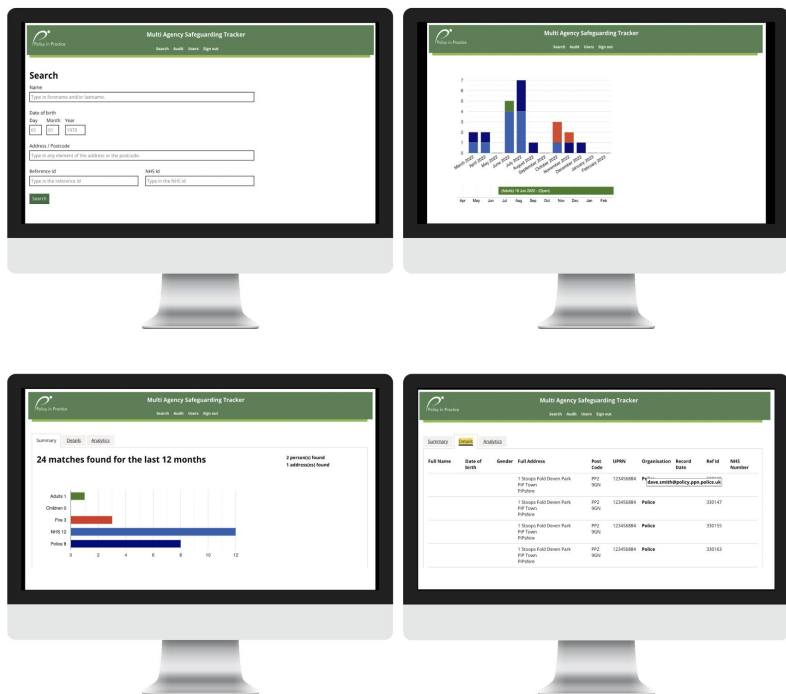 Policy in Practice
Multi Agency Safeguarding Tracker
Search Audit Users Sign out
Search
Name
Type in forename and/or lastname.
Date of birth
Day Month Year
01 01 1970
Address / Postcode
Type in any element of the address or the postcode.
Reference Id NHS Id
Type in the reference id Type in the NHS id
Search
Policy in Practice
Multi Agency Safeguarding Tracker
Search Audit Users Sign out
7
6
5
4
3
2
1
0
March 2022 April 2022 May 2022 June 2022 July 2022 August 2022 September 2022 October 2022 November 2022 December 2022 January 2023 February 2023
Apr May Jun Jul Aug Sep Oct Nov Dec Jan Feb
Policy in Practice
Multi Agency Safeguarding Tracker
Search Audit Users Sign out
Summary Details Analytics
24 matches found for the last 12 months
2 person(s) found
1 address(es) found
Adults 1
Children 0
Fire 3
NHS 12
Police 8
0 2 4 6 8 10 12
Policy in Practice
Multi Agency Safeguarding Tracker
Search Audit Users Sign out
Summary Details Analytics
Full Name Date of birth Gender Full Address Post Code UPRN Organisation Record Date Ref Id NHS Number
1 Stoops Fold Deven Park PP2 123456884
PiP Town 9GN dave.smith@policy.ppn.police.uk
PiPshire
1 Stoops Fold Deven Park PP2 123456884 Police 330147
PiP Town 9GN
PiPshire
1 Stoops Fold Deven Park PP2 123456884 Police 330155
PiP Town 9GN
PiPshire
1 Stoops Fold Deven Park PP2 123456884 Police 330163
PiP Town 9GN
PiPshire